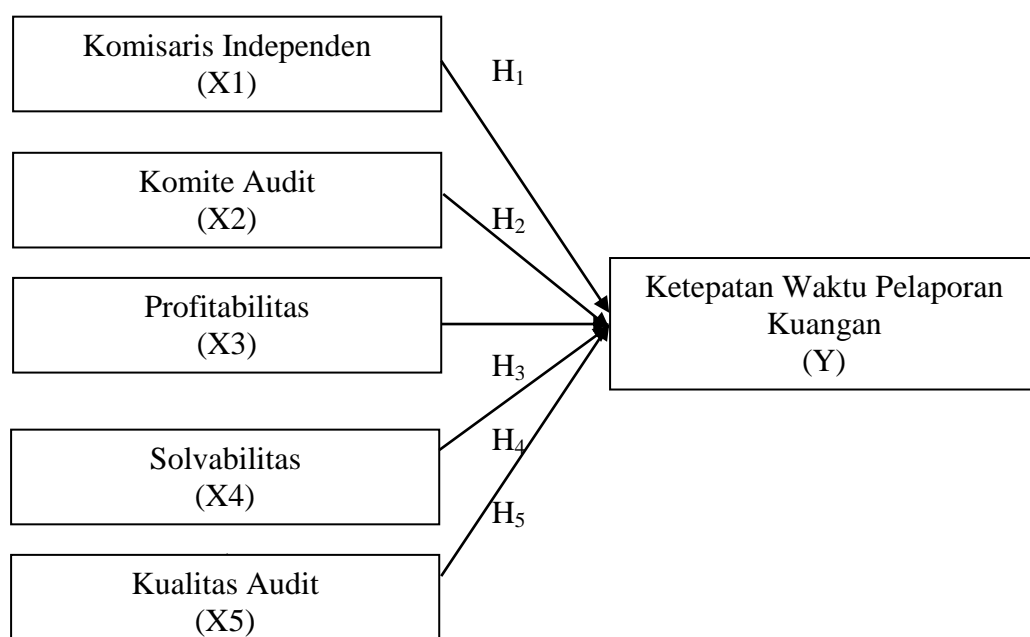 Komisaris Independen
(X1)
H1
Komite Audit
(X2)
H2
Profitabilitas
(X3)
H3
Ketepatan Waktu Pelaporan
Kuangan
(Y)
Solvabilitas
(X4)
H4
Kualitas Audit
(X5)
H5